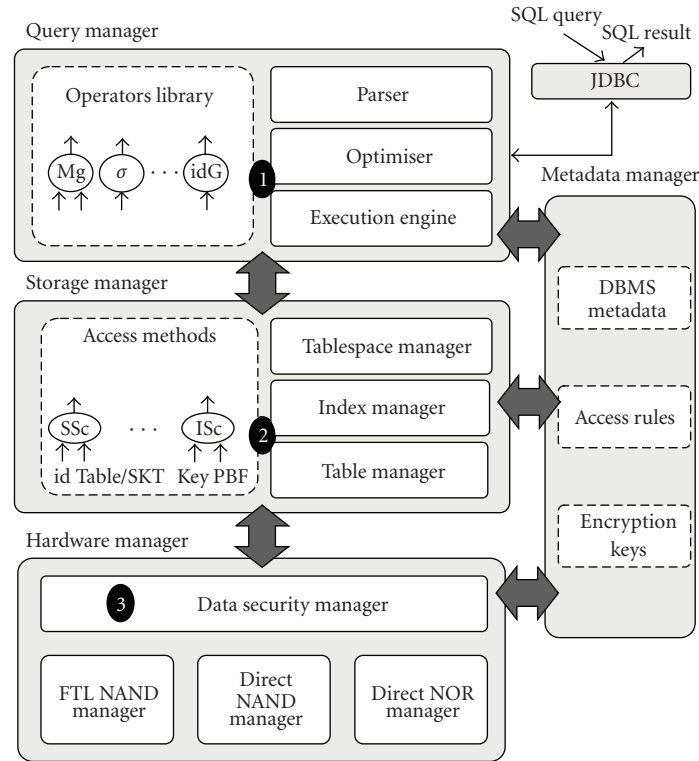 SQL query
SQL result
JDBC
Query manager
Operators library
Mg
σ
· · ·
idG
1
Parser
Optimiser
Execution engine
Metadata manager
DBMS
metadata
Access rules
Encryption
keys
Storage manager
Access methods
SSc
· · ·
ISc
id Table/SKT
Key PBF
2
Tablespace manager
Index manager
Table manager
Hardware manager
3
Data security manager
FTL NAND
manager
Direct
NAND
manager
Direct NOR
manager